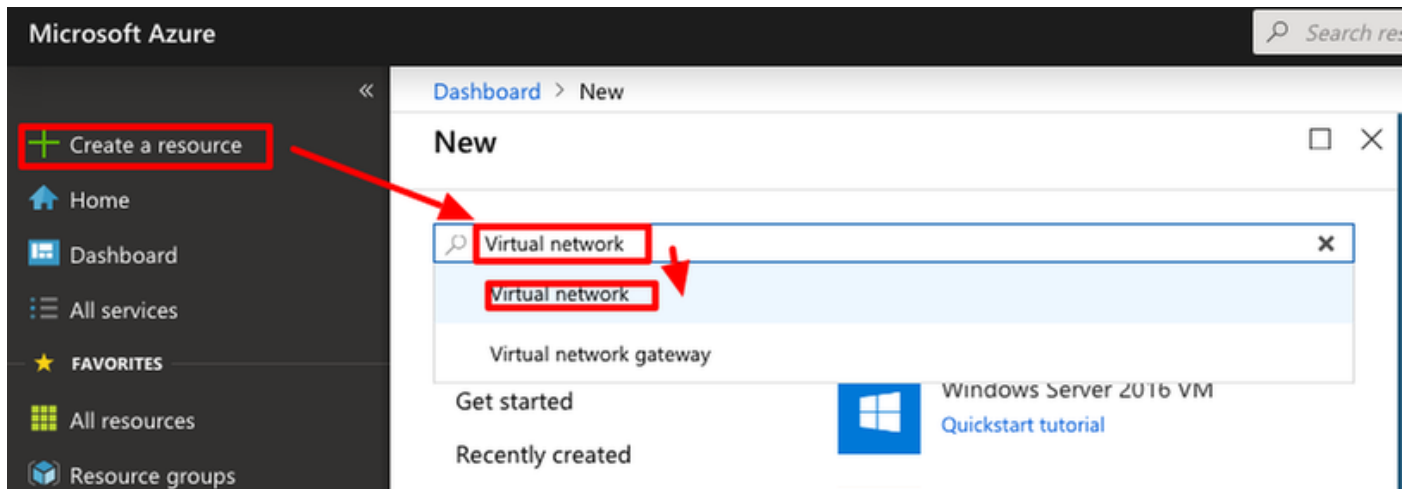 Microsoft Azure
Search res
«
Dashboard > New
Create a resource
New
Home
Virtual network
Dashboard
Virtual network
All services
Virtual network gateway
FAVORITES
Get started
Windows Server 2016 VM
All resources
Quickstart tutorial
Recently created
Resource groups